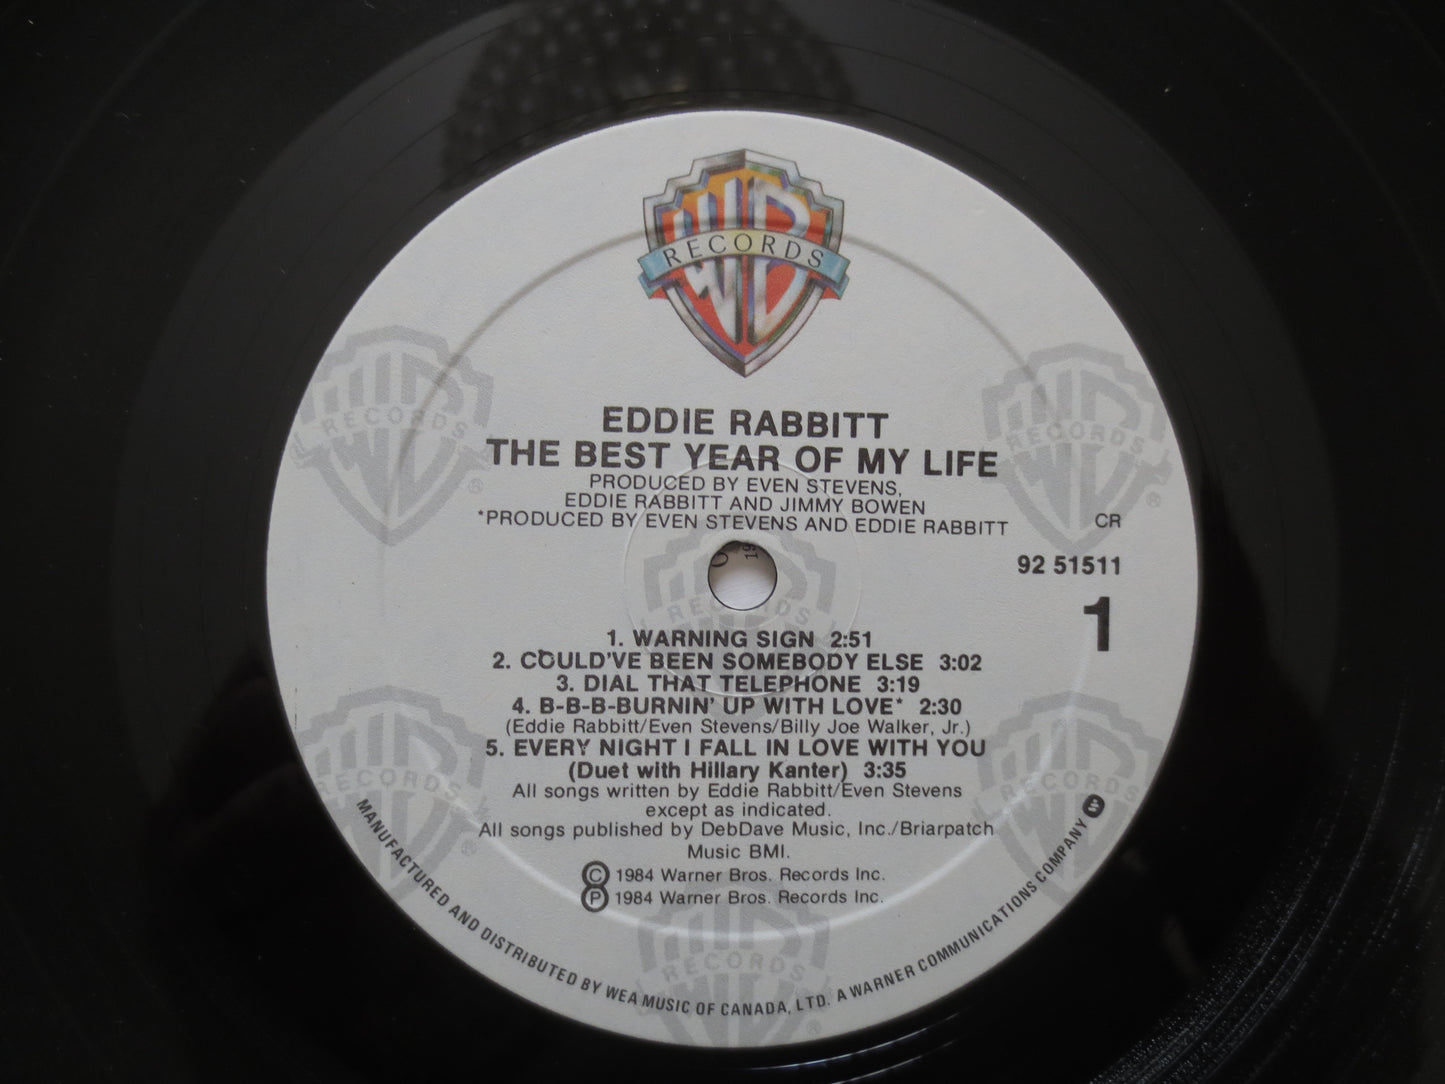 RECORDS
EDDIE RABBITT
THE BEST YEAR OF MY LIFE
PRODUCED BY EVEN STEVENS,
EDDIE RABBITT AND JIMMY BOWEN
*PRODUCED BY EVEN STEVENS AND EDDIE RABBITT
CR
92 51511
1
1. WARNING SIGN 2:51
2. COULD'VE BEEN SOMEBODY ELSE 3:02
3. DIAL THAT TELEPHONE 3:19
4. B-B-B-BURNIN' UP WITH LOVE* 2:30
(Eddie Rabbitt/Even Stevens/Billy Joe Walker, Jr.)
5. EVERY NIGHT I FALL IN LOVE WITH YOU
(Duet with Hillary Kanter) 3:35
All songs written by Eddie Rabbitt/Even Stevens
except as indicated.
All songs published by DebDave Music, Inc./Briarpatch
Music BMI.
Ⓒ 1984 Warner Bros. Records Inc.
Ⓟ 1984 Warner Bros. Records Inc.
MANUFACTURED AND DISTRIBUTED BY WEA MUSIC OF CANADA, LTD. A WARNER COMMUNICATIONS COMPANY
RECORDS ®
RECORDS ®
RECORDS
RECORDS ®
RECORDS
RECORDS